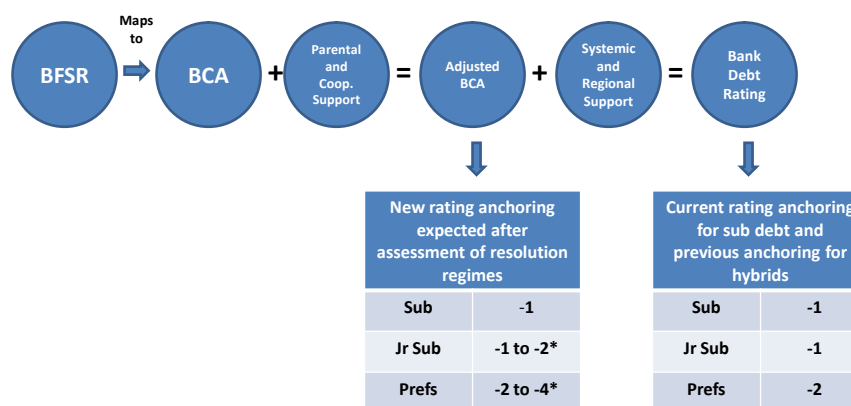 Maps
to
BFSR
BCA
+
Parental
and
Coop.
Support
=
Adjusted
BCA
+
Systemic
and
Regional
Support
=
Bank
Debt
Rating
New rating anchoring
expected after
assessment of resolution
regimes
Sub -1
Jr Sub -1 to -2*
Prefs -2 to -4*
Current rating anchoring
for sub debt and
previous anchoring for
hybrids
Sub -1
Jr Sub -1
Prefs -2